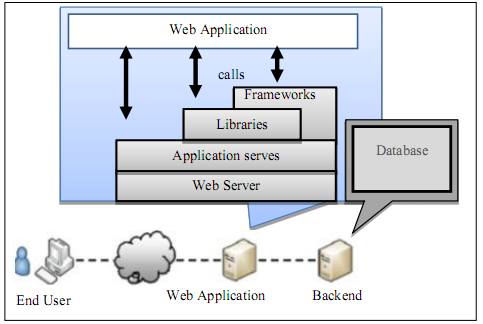 Web Application
calls
Frameworks
Libraries
Application serves
Web Server
Database
End User
Web Application
Backend